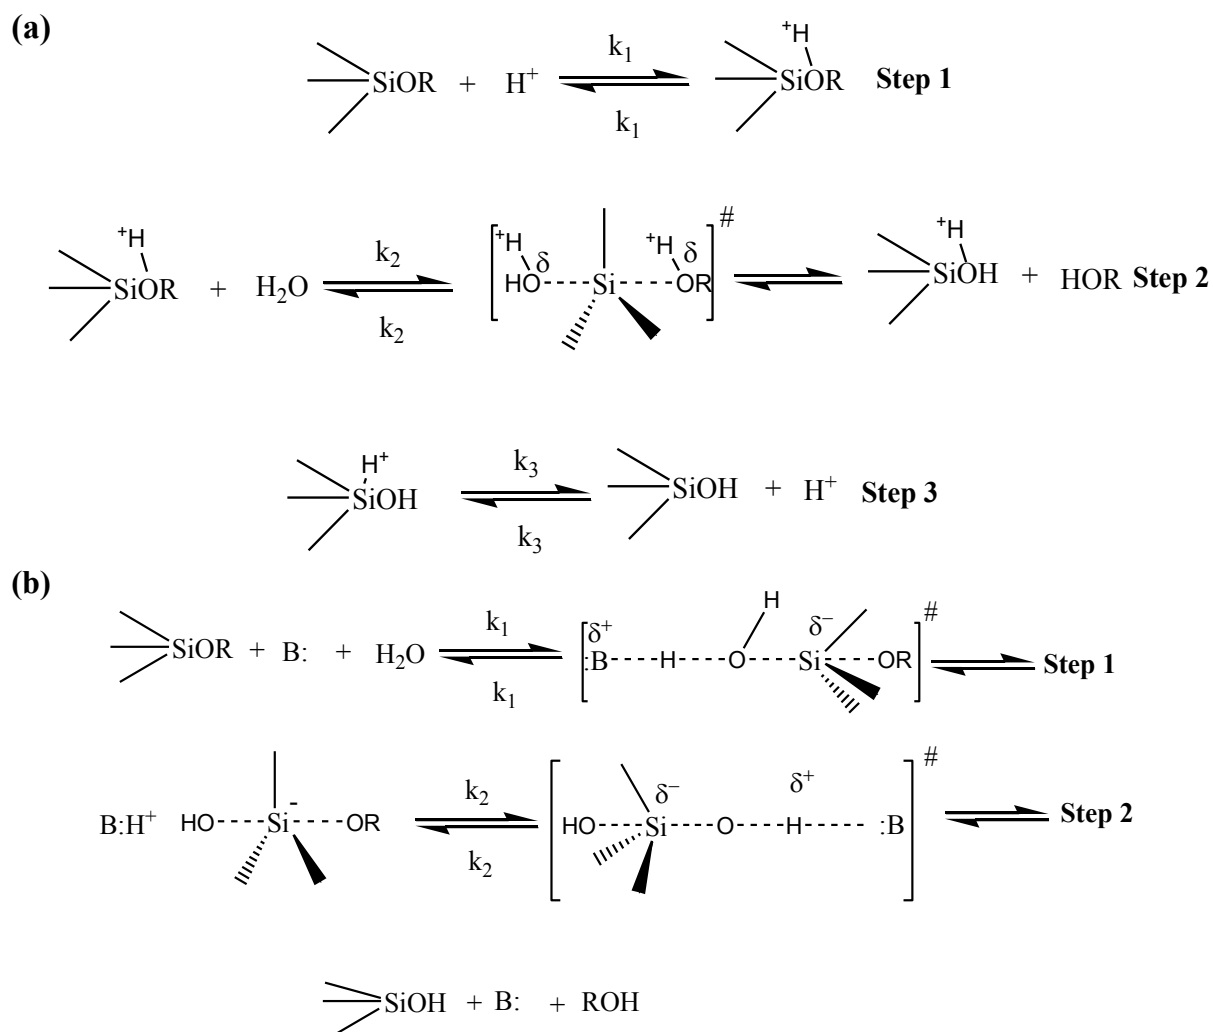 (a)
k1
+H
SiOR + H+ SiOR Step 1
k1
+H
SiOR + H2O k2 k2 [ +H HO δ Si +H δ OR ] # +H SiOH + HOR Step 2
H+
SiOH k3 k3 SiOH + H+ Step 3
(b)
SiOR + B: + H2O k1 k1 [ δ+ :B H O H δ− Si OR ] # Step 1
B:H+ HO Si - OR k2 k2 [ HO δ− Si O H δ+ :B ] # Step 2
SiOH + B: + ROH